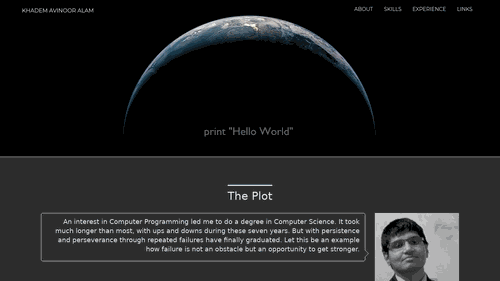 KHADEM AVINOOR ALAM
ABOUT SKILLS EXPERIENCE LINKS
print "Hello World"
The Plot
An interest in Computer Programming led me to do a degree in Computer Science. It took
much longer than most, with ups and downs during these seven years. But with persistence
and perseverance through repeated failures have finally graduated. Let this be an example
how failure is not an obstacle but an opportunity to get stronger.